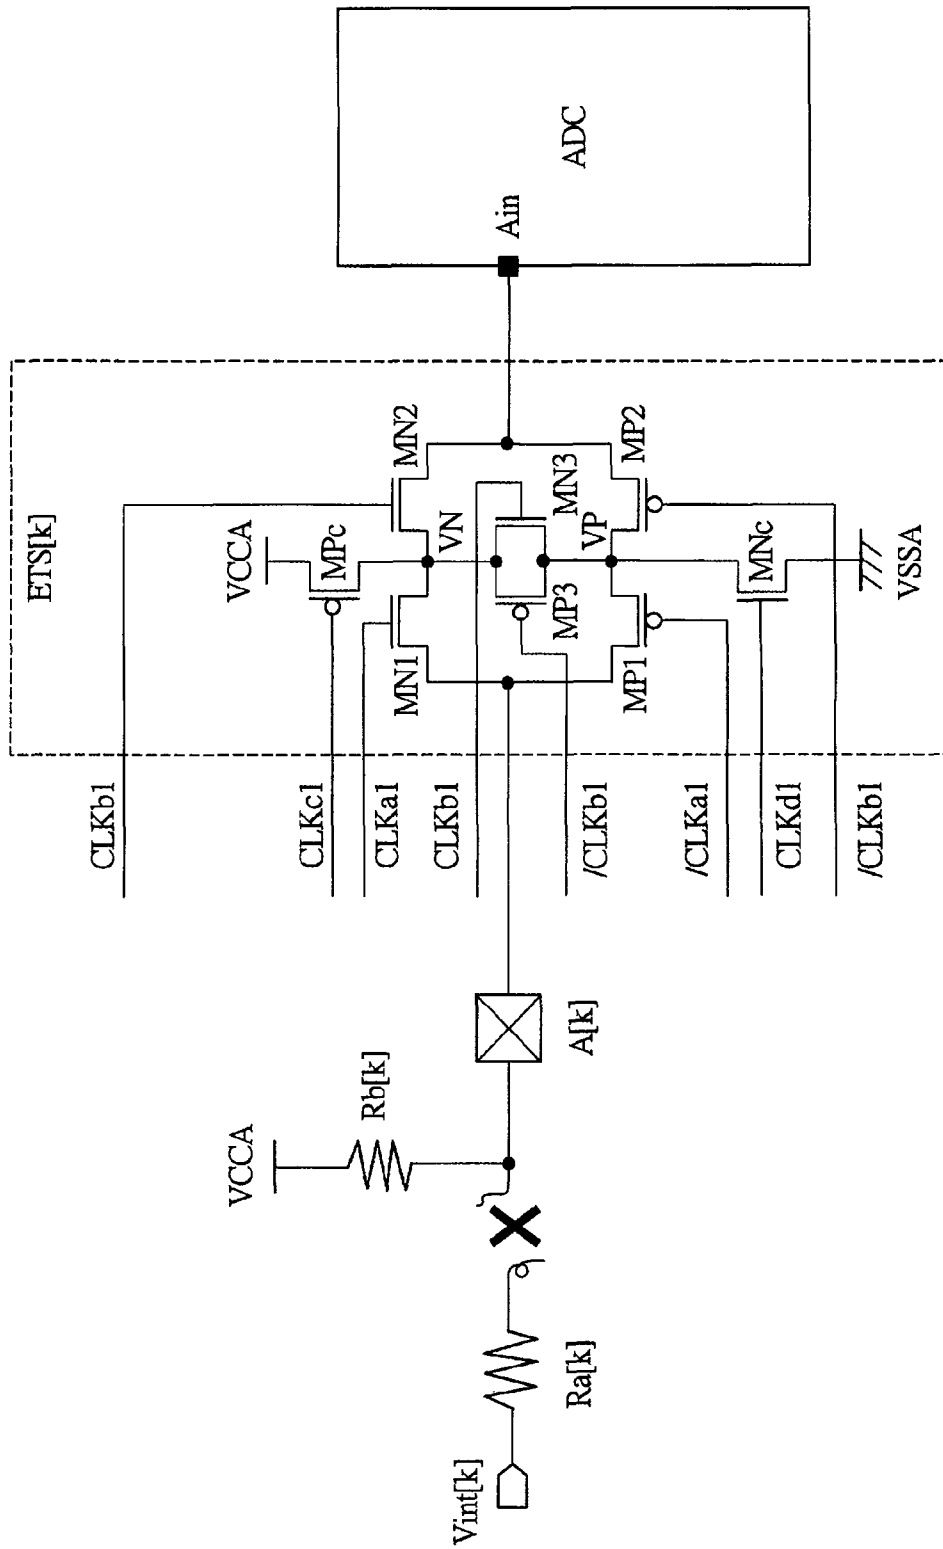 ETS[k]
CLKb1
VCCA
MPc
CLKc1
CLKa1
MN1
MN2
VN
CLKb1
MN3
MP3
/CLKb1
VP
MP1
MP2
/CLKa1
MNc
CLKd1
/CLKb1
VSSA
Ain
ADC
VCCA
Rb[k]
A[k]
Ra[k]
Vint[k]